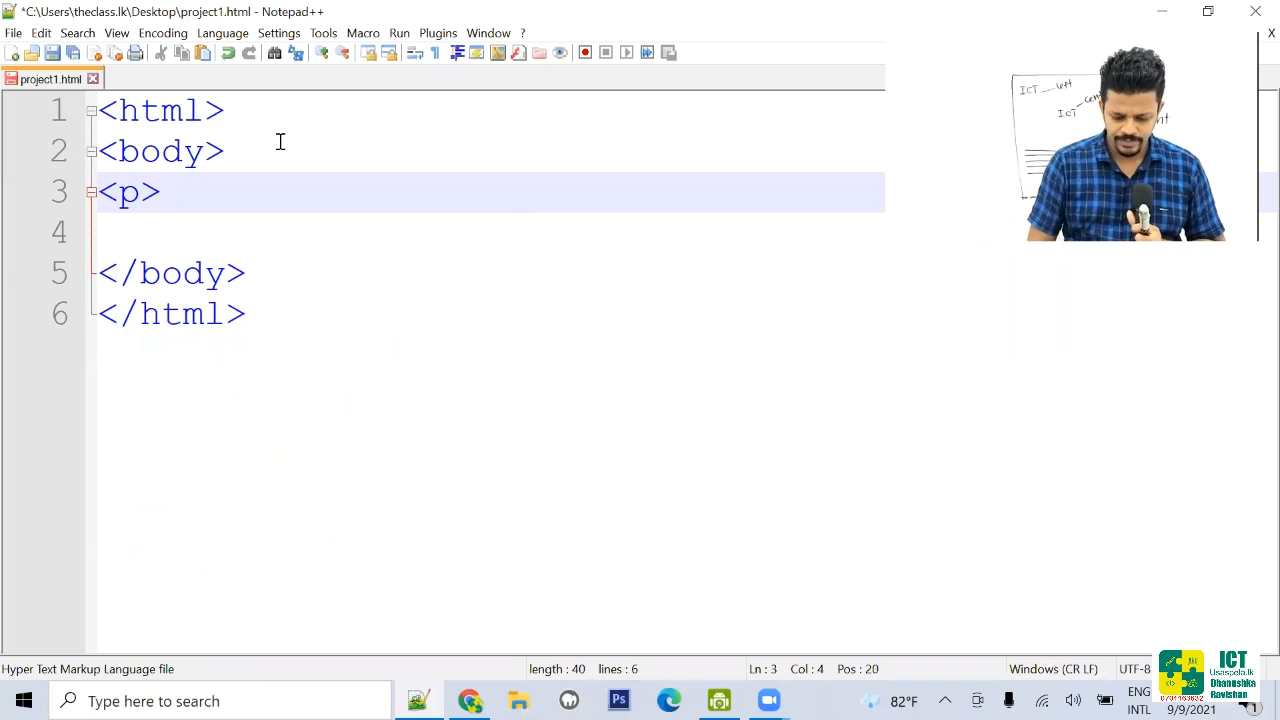 *C:\Users\theclass.lk\Desktop\project1.html - Notepad++
File Edit Search View Encoding Language Settings Tools Macro Run Plugins Window ?
X
project1.html
1 <html>
2 <body>
3 <p>
4
5 </body>
6 </html>
ICT left
ICT
Hyper Text Markup Language file length : 40 lines : 6 Ln : 3 Col : 4 Pos : 20 Windows (CR LF) UTF-8
ICT
Usaspela.lk
Dhanushka
Ravishan
Type here to search
82°F
ENG
INTL
9/9/2021